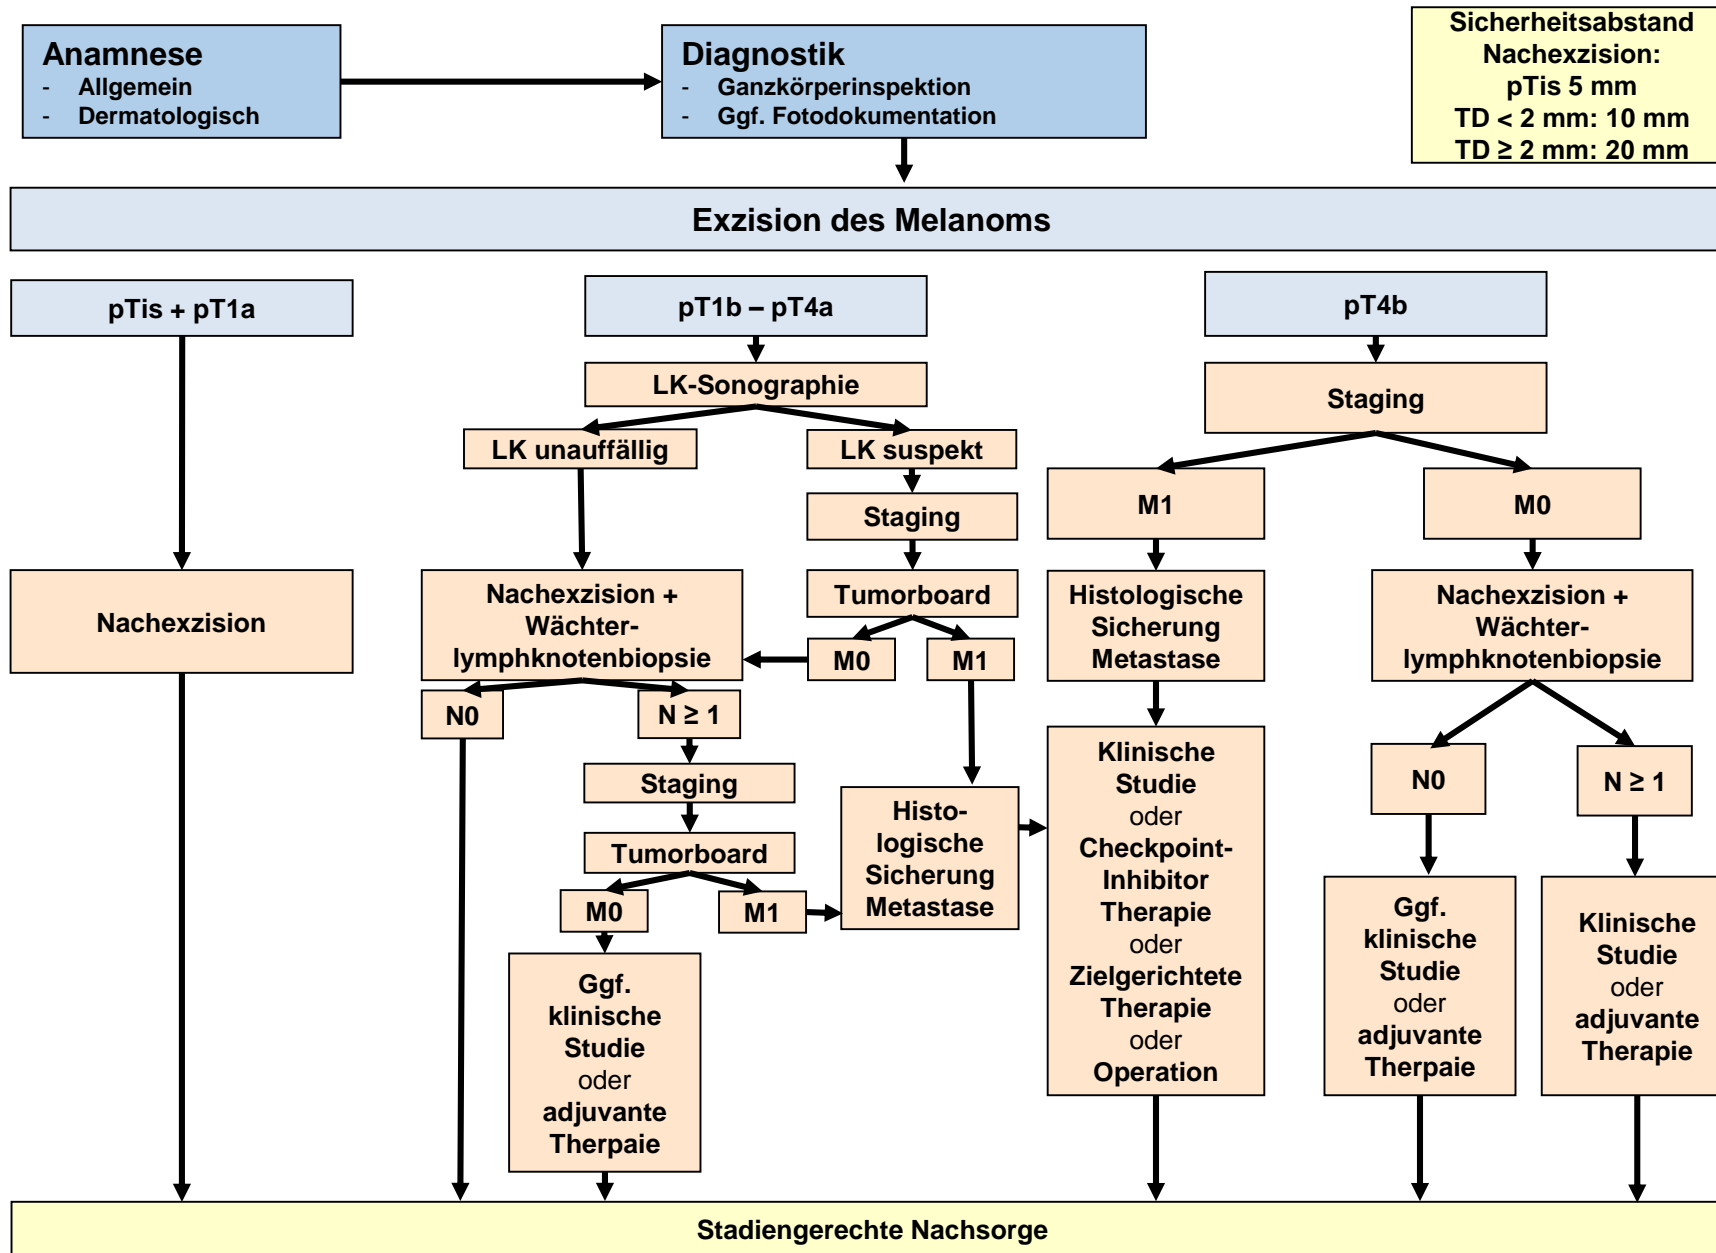 Anamnese
- Allgemein
- Dermatologisch
Diagnostik
- Ganzkörperinspektion
- Ggf. Fotodokumentation
Sicherheitsabstand
Nachexzision:
pTis 5 mm
TD < 2 mm: 10 mm
TD ≥ 2 mm: 20 mm
Exzision des Melanoms
pTis + pT1a
Nachexzision
pT1b – pT4a
LK-Sonographie
LK unauffällig
LK suspekt
Staging
Tumorboard
M0
M1
Nachexzision +
Wächter-
lymphknotenbiopsie
N0
N ≥ 1
Staging
Tumorboard
M0
M1
Ggf.
klinische
Studie
oder
adjuvante
Therpaie
Histo-
logische
Sicherung
Metastase
pT4b
Staging
M1
M0
Histologische
Sicherung
Metastase
Klinische
Studie
oder
Checkpoint-
Inhibitor
Therapie
oder
Zielgerichtete
Therapie
oder
Operation
Nachexzision +
Wächter-
lymphknotenbiopsie
N0
N ≥ 1
Ggf.
klinische
Studie
oder
adjuvante
Therpaie
Klinische
Studie
oder
adjuvante
Therapie
Stadiengerechte Nachsorge